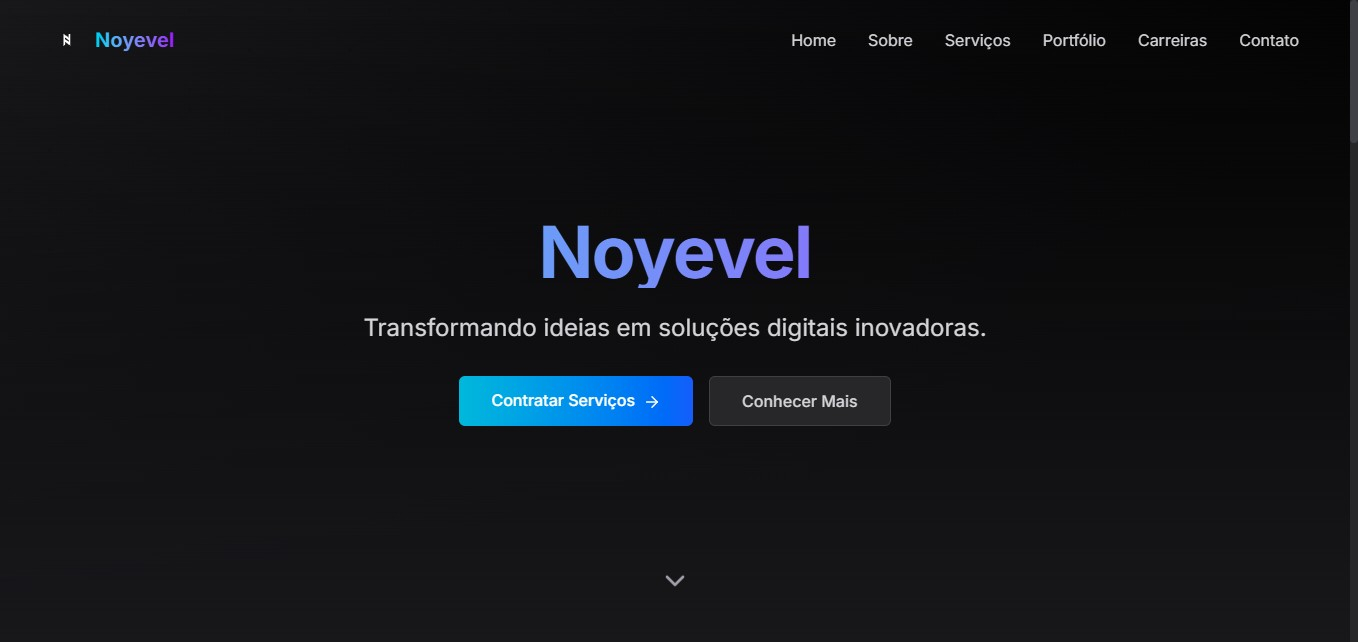 N Noyevel Home Sobre Serviços Portfólio Carreiras Contato
Noyevel
Transformando ideias em soluções digitais inovadoras.
Contratar Serviços → Conhecer Mais